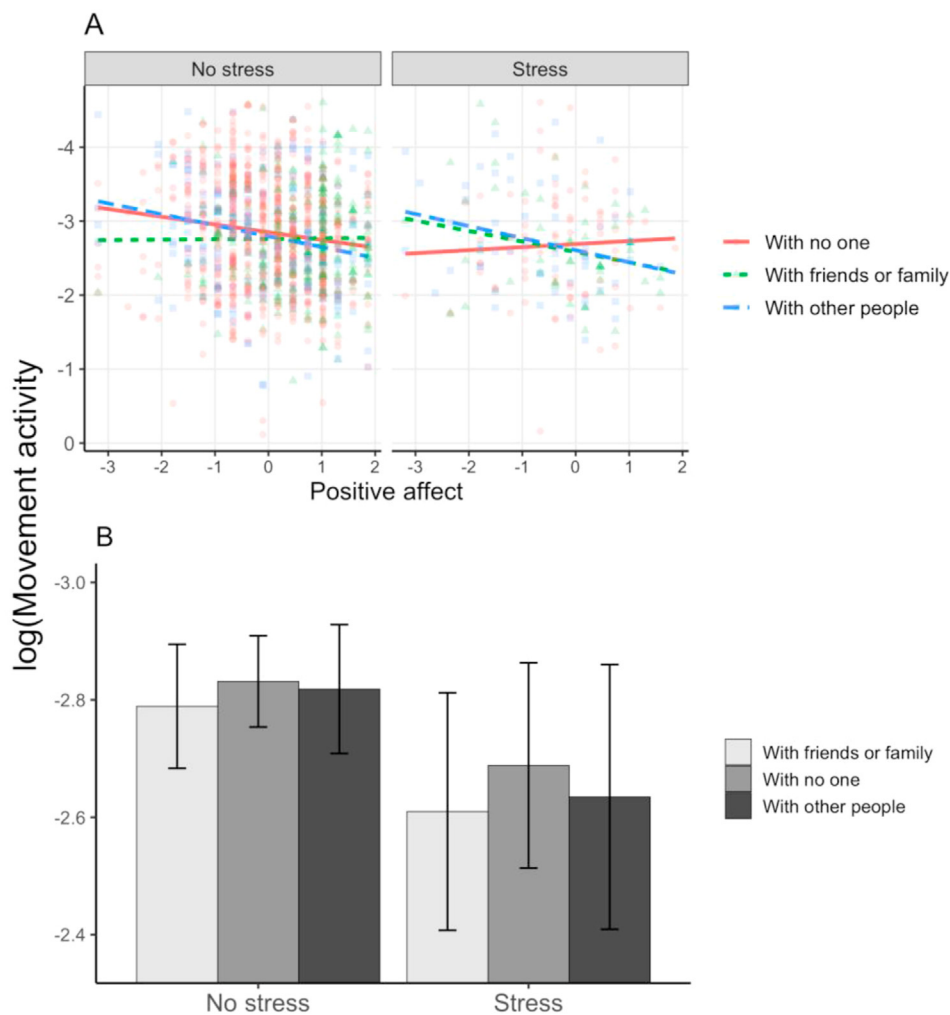 A
No stress
Stress
-4
-3
-2
-1
0
-3
-2
-1
0
1
2
-3
-2
-1
0
1
2
Positive affect
With no one
With friends or family
With other people
log(Movement activity)
B
-3.0
-2.8
-2.6
-2.4
No stress
Stress
With friends or family
With no one
With other people